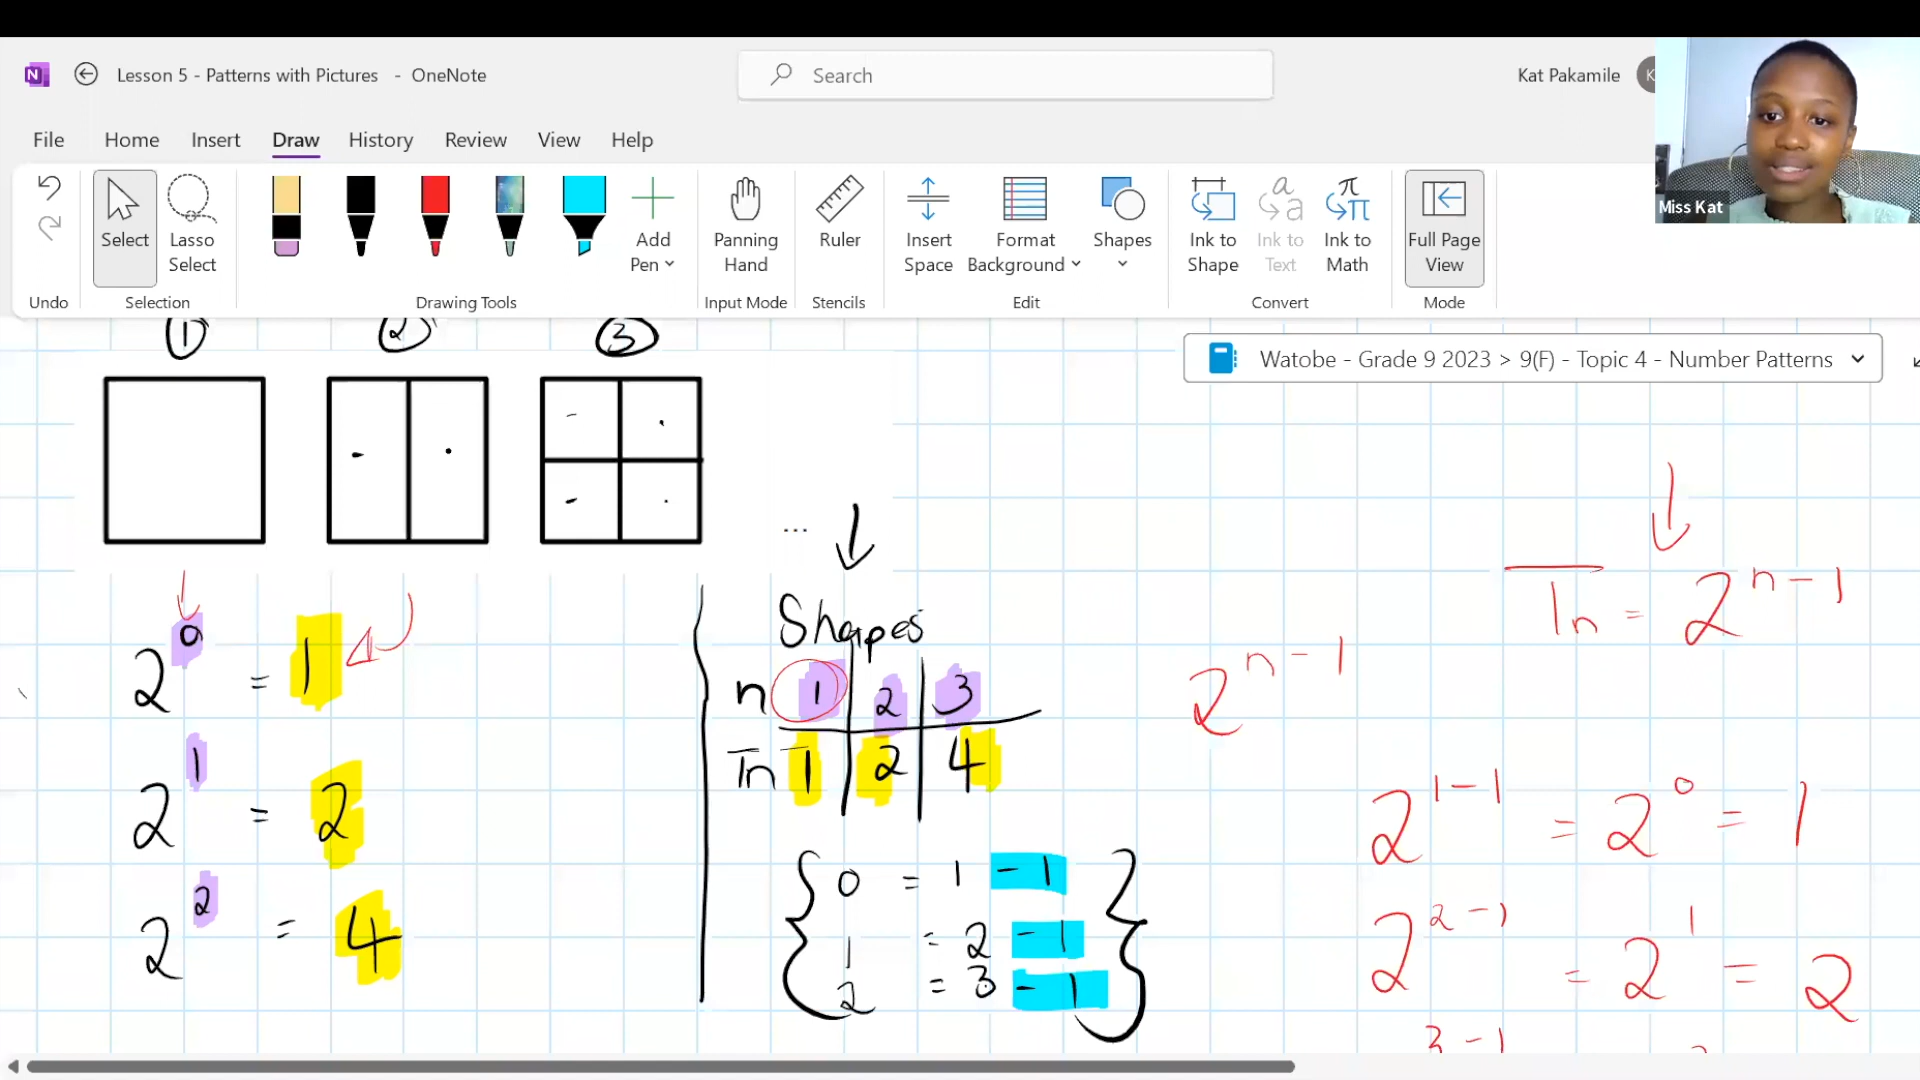 Lesson 5 - Patterns with Pictures - OneNote
Search
Kat Pakamile
K
Miss Kat
File Home Insert Draw History Review View Help
Select
Lasso Select
Add Pen
Panning Hand
Ruler
Insert Space
Format Background
Shapes
Ink to Shape
Ink to Text
Ink to Math
Full Page View
Undo Selection Drawing Tools Input Mode Stencils Edit Convert Mode
Watobe - Grade 9 2023 > 9(F) - Topic 4 - Number Patterns
1 2 3
...
2^0 = 1
2^1 = 2
2^2 = 4
Shapes
n 1 2 3
Tn 1 2 4
0 = 1 - 1
1 = 2 - 1
2 = 3 - 1
Tn = 2^n-1
2^n-1
2^1-1 = 2^0 = 1
2^2-1 = 2^1 = 2
3-1